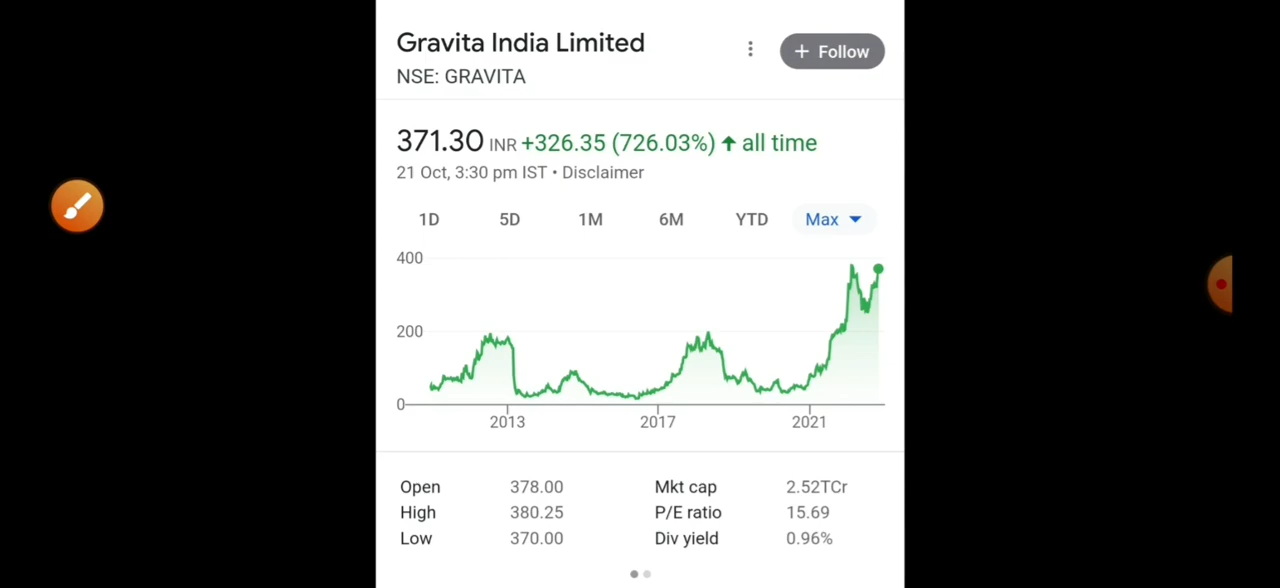 Gravita India Limited
+ Follow
NSE: GRAVITA
371.30 INR +326.35 (726.03%) ↑ all time
21 Oct, 3:30 pm IST • Disclaimer
1D 5D 1M 6M YTD Max
400
200
0
2013 2017 2021
Open 378.00 Mkt cap 2.52TCr
High 380.25 P/E ratio 15.69
Low 370.00 Div yield 0.96%